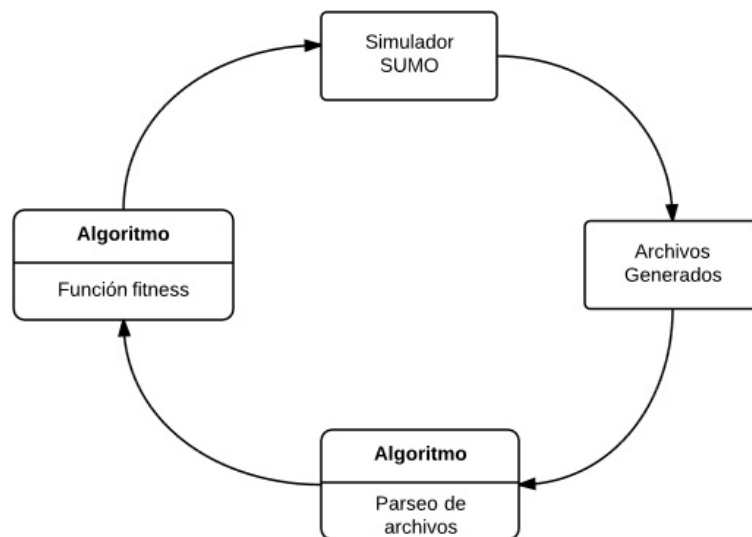 Simulador
SUMO
Algoritmo
Función fitness
Archivos
Generados
Algoritmo
Parseo de
archivos